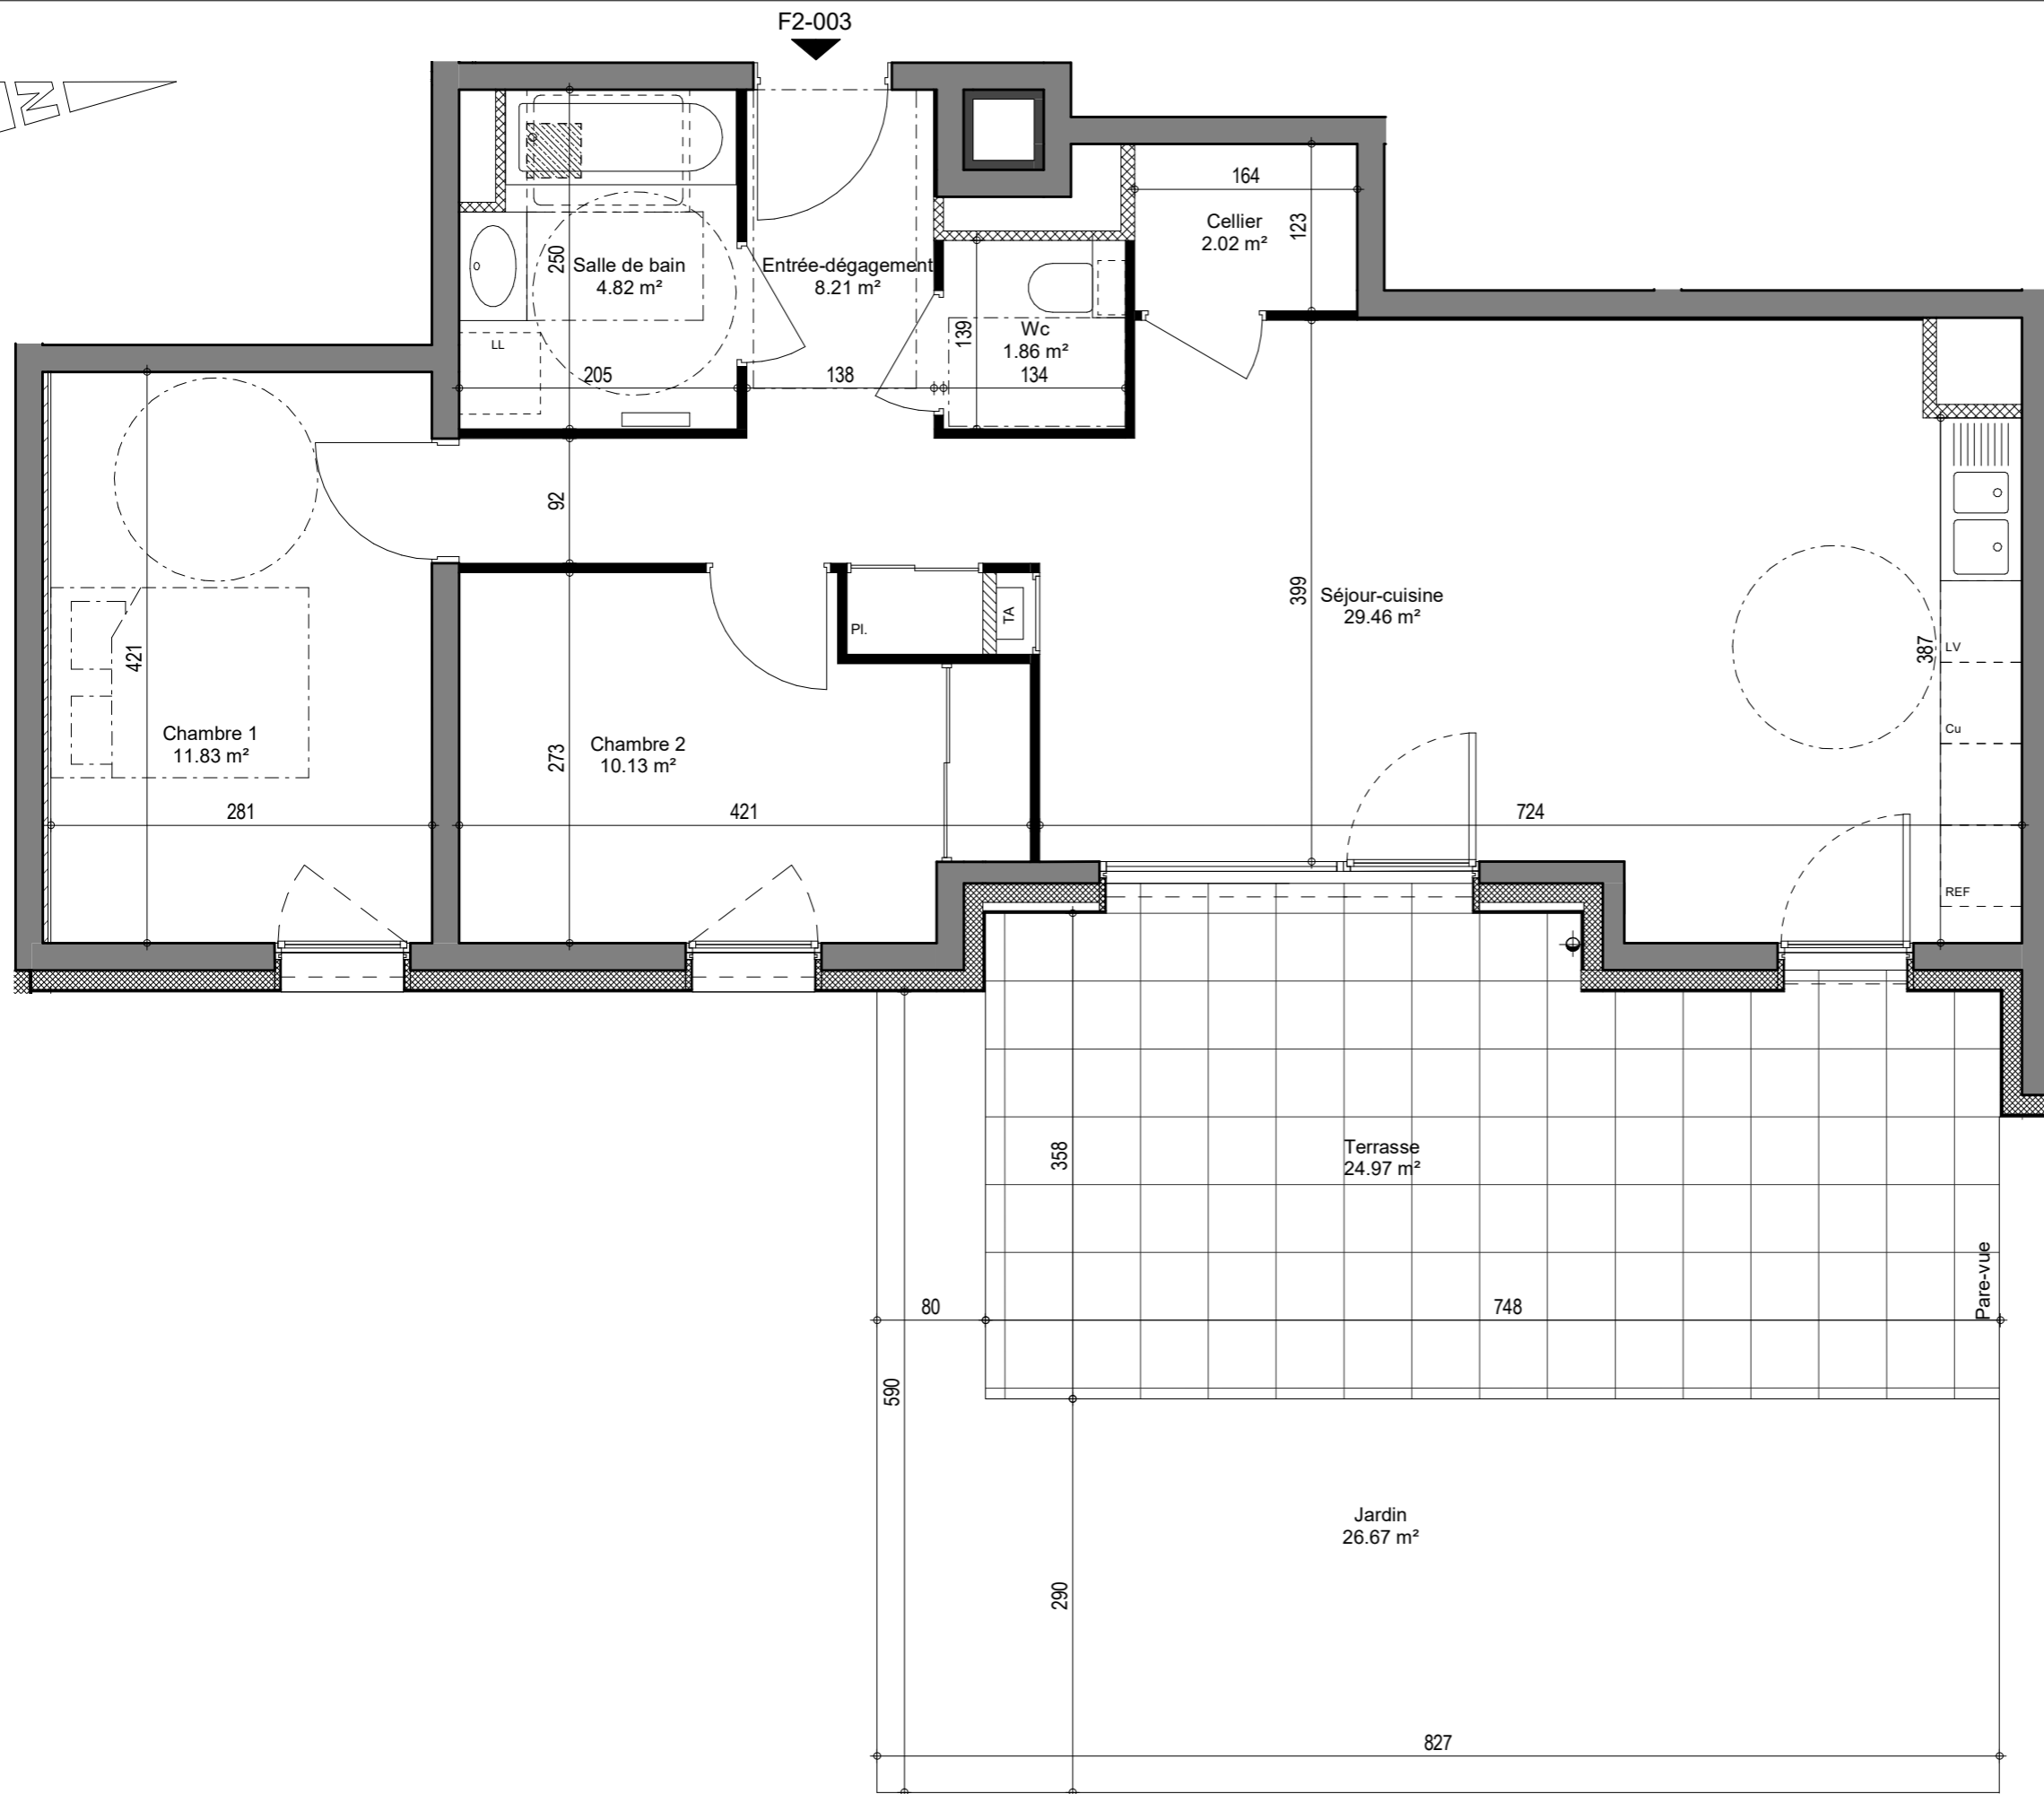 F2-003
N
164
Cellier
2.02 m²
123
250
Salle de bain
4.82 m²
Entrée-dégagement
8.21 m²
139
Wc
1.86 m²
LL
205
138
134
92
399
Séjour-cuisine
29.46 m²
Pl.
TA
421
387
LV
Cu
REF
Chambre 1
11.83 m²
273
Chambre 2
10.13 m²
281
421
724
358
Terrasse
24.97 m²
Pare-vue
80
748
590
Jardin
26.67 m²
290
827